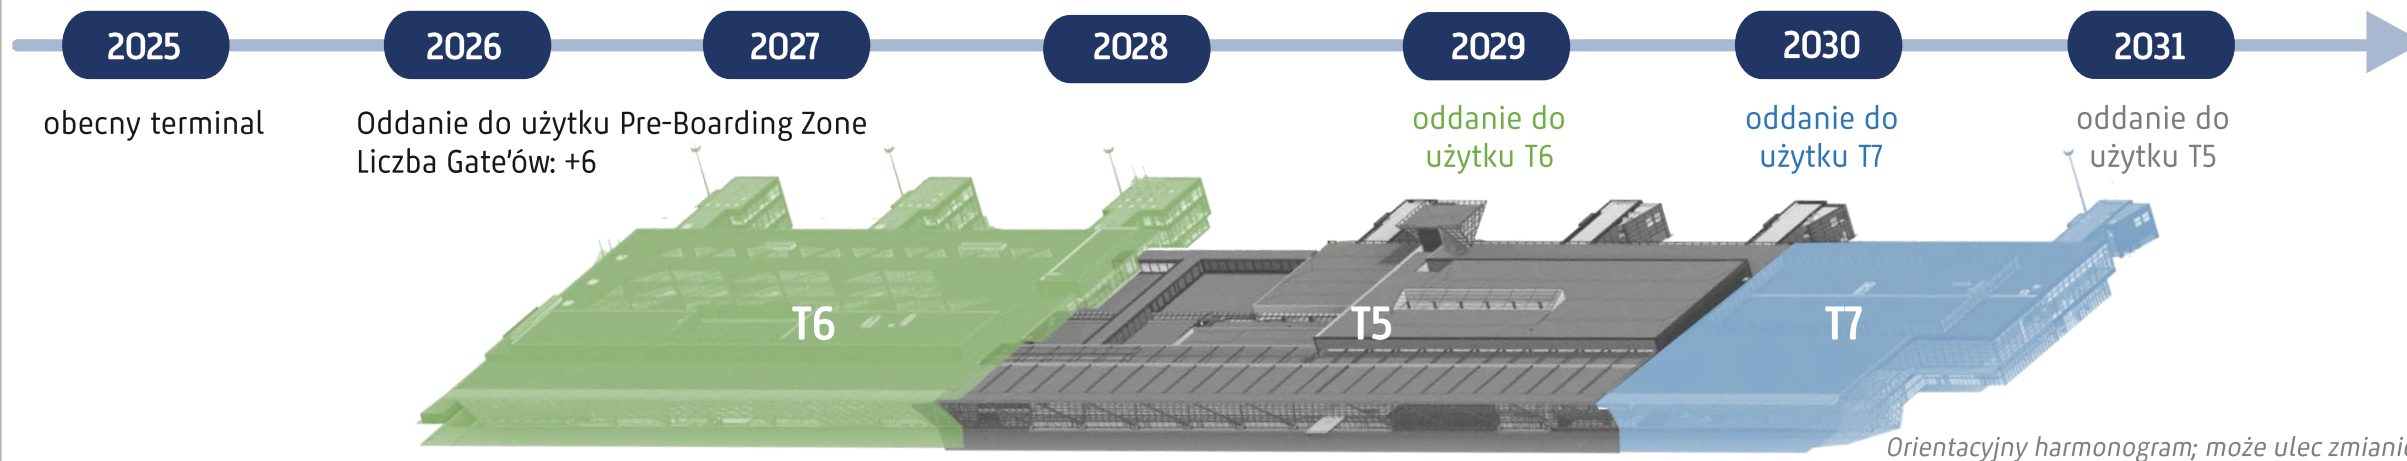 2025 2026 2027 2028 2029 2030 2031
obecny terminal
Oddanie do użytku Pre-Boarding Zone
Liczba Gate'ów: +6
oddanie do
użytku T6
oddanie do
użytku T7
oddanie do
użytku T5
T6 T5 T7
Orientacyjny harmonogram; może ulec